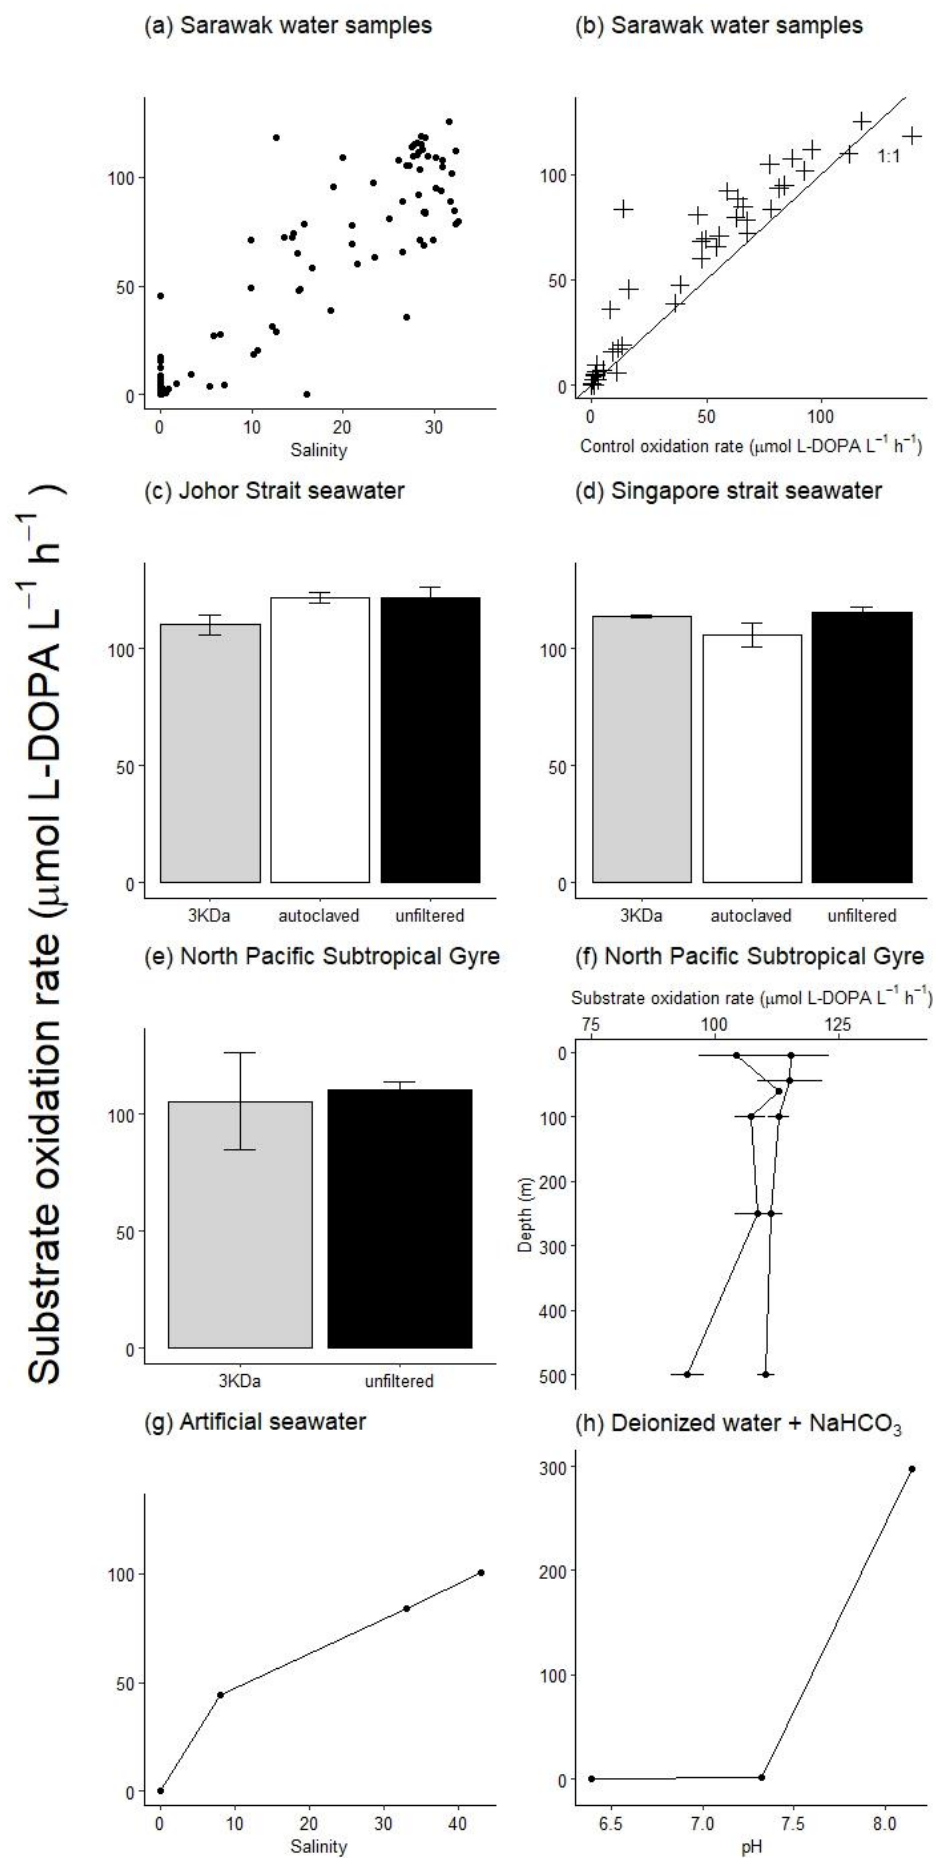 (a) Sarawak water samples
(b) Sarawak water samples
100
50
0
0 10 20 30
Salinity
100
50
0
1:1
0 50 100
Control oxidation rate (μmol L-DOPA L⁻¹ h⁻¹)
Substrate oxidation rate (μmol L-DOPA L⁻¹ h⁻¹ )
(c) Johor Strait seawater
(d) Singapore strait seawater
100
50
0
3KDa autoclaved unfiltered
100
50
0
3KDa autoclaved unfiltered
(e) North Pacific Subtropical Gyre
(f) North Pacific Subtropical Gyre
100
50
0
3KDa unfiltered
Substrate oxidation rate (μmol L-DOPA L⁻¹ h⁻¹)
75 100 125
0
100
200
300
400
500
Depth (m)
(g) Artificial seawater
(h) Deionized water + NaHCO₃
100
50
0
0 10 20 30 40
Salinity
300
200
100
0
6.5 7.0 7.5 8.0
pH